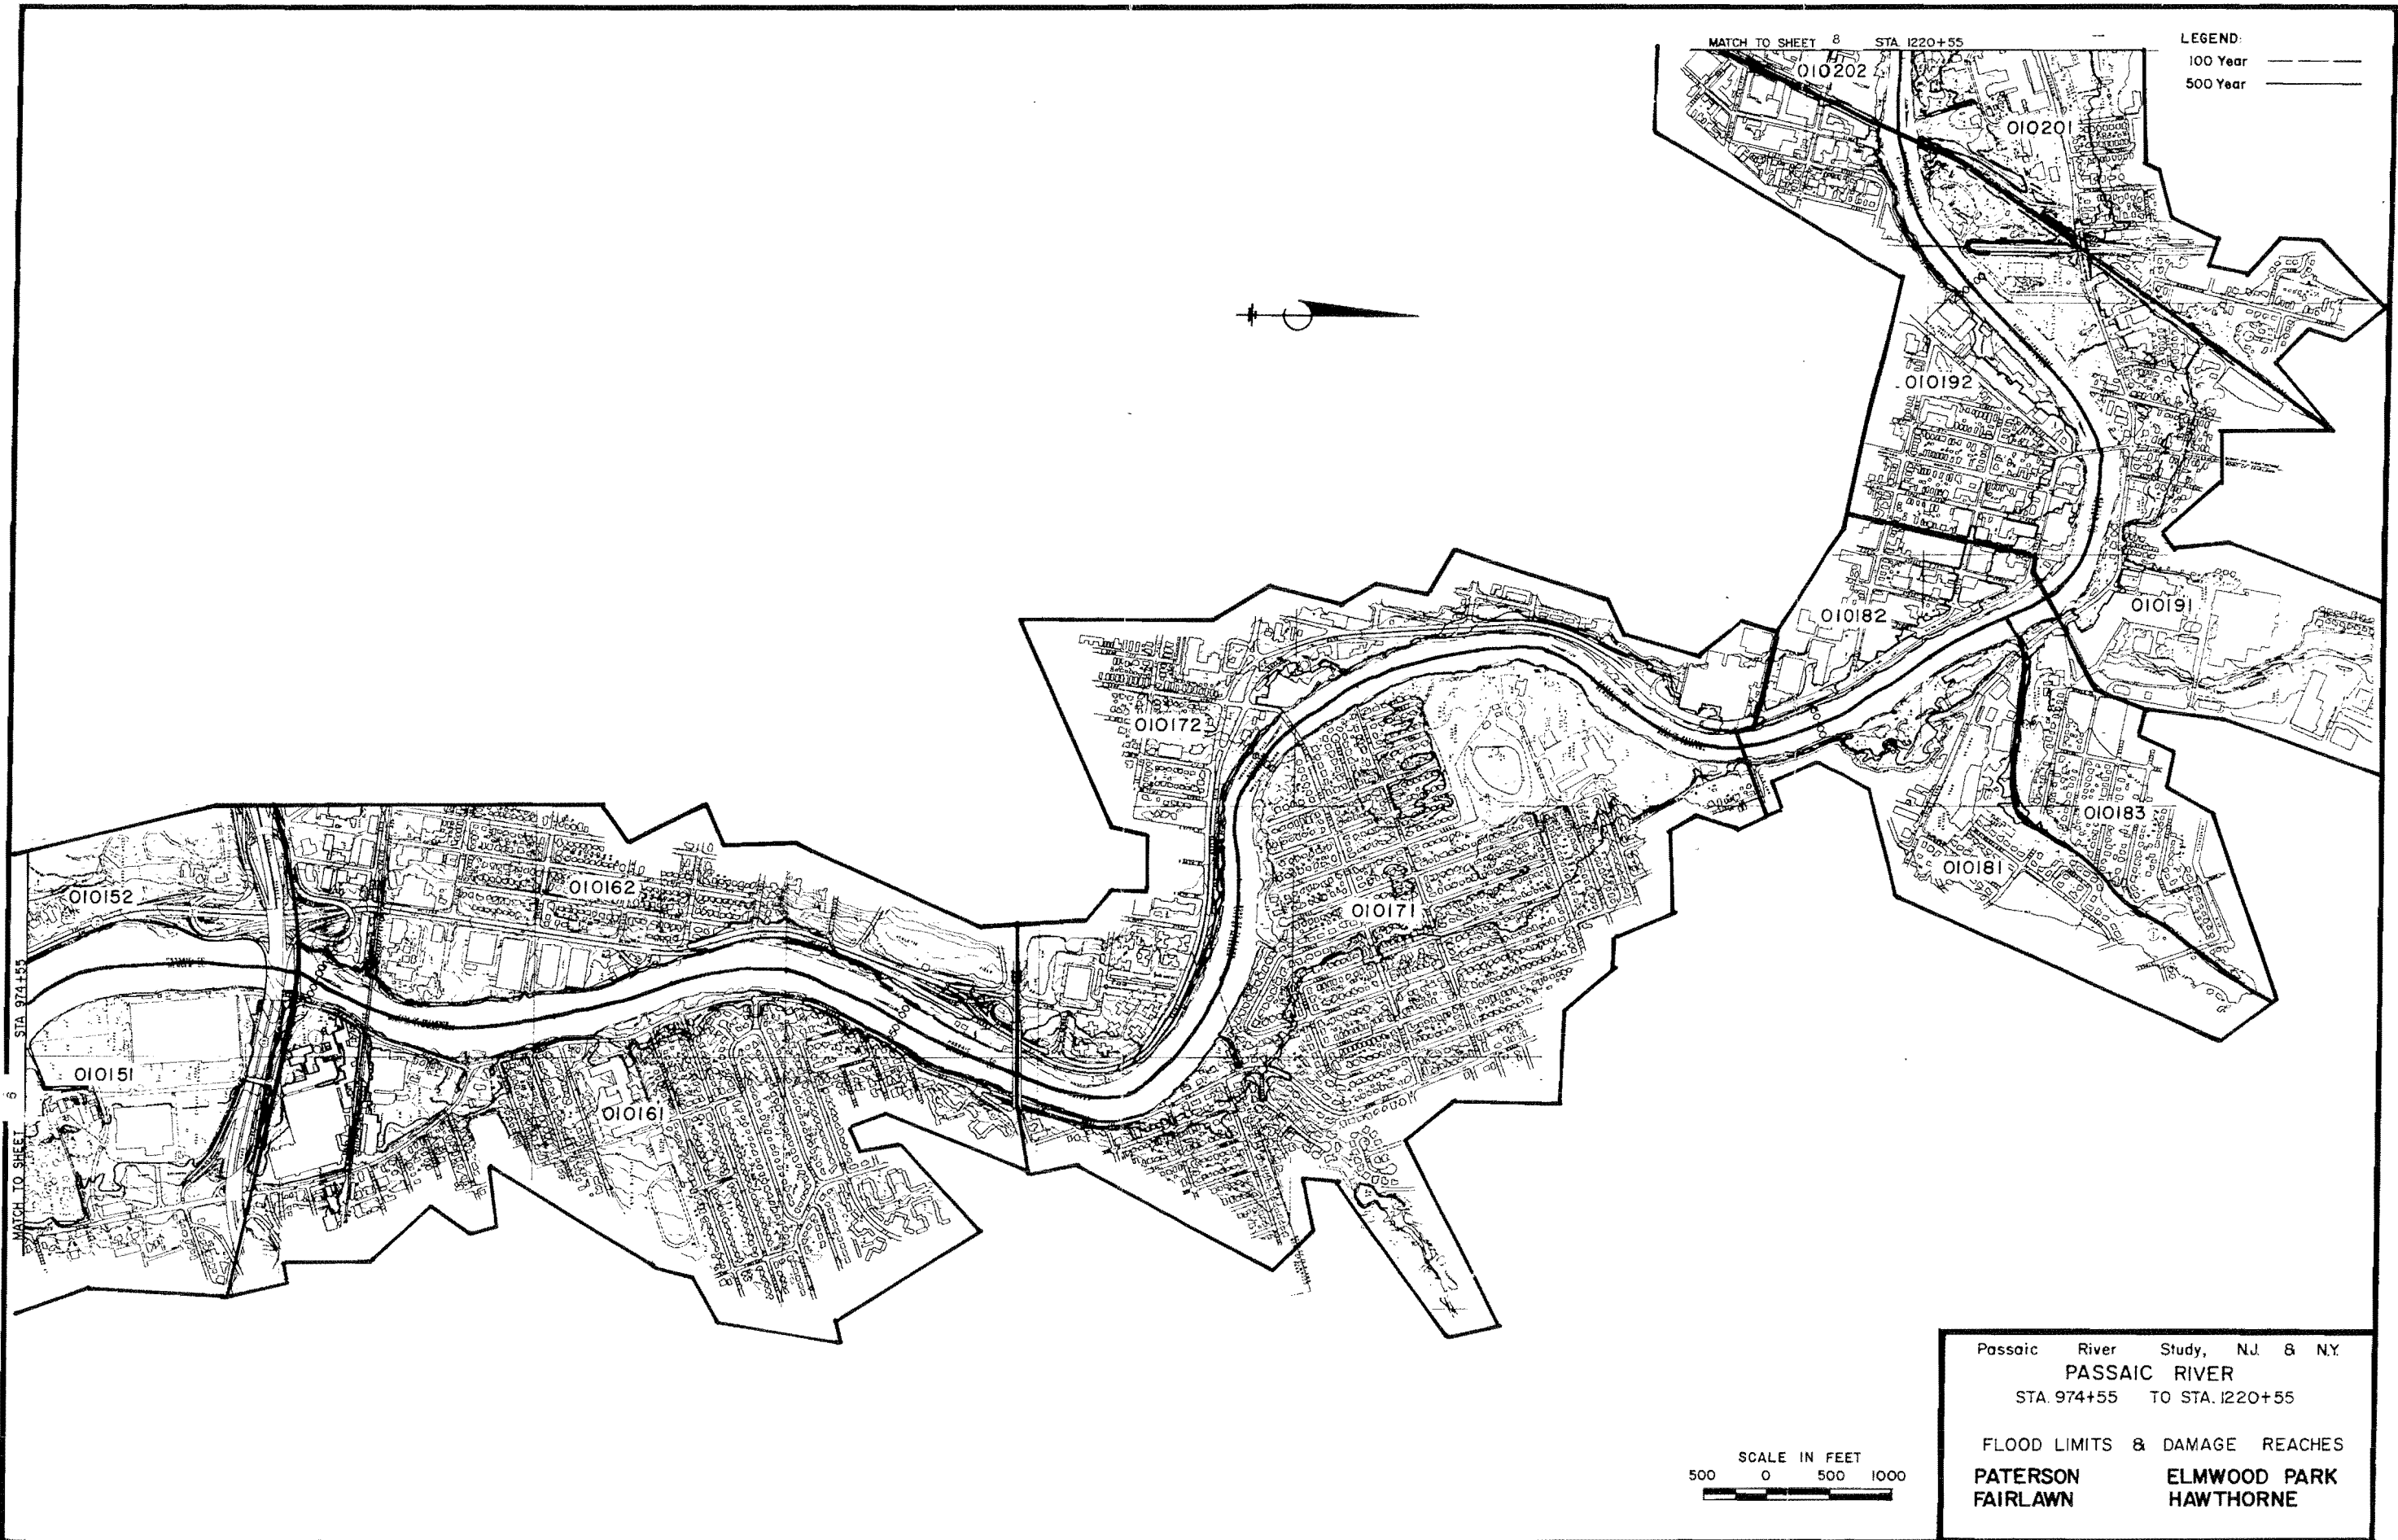 MATCH TO SHEET 8 STA. 1220+55
LEGEND:
100 Year
500 Year
010202
010201
010192
010191
010182
010172
010183
010181
010171
010162
010152
010151
010161
MATCH TO SHEET 6 STA 974+55
SCALE IN FEET
500 0 500 1000
Passaic River Study, N.J. & N.Y.
PASSAIC RIVER
STA. 974+55 TO STA. 1220+55
FLOOD LIMITS & DAMAGE REACHES
PATERSON ELMWOOD PARK
FAIRLAWN HAWTHORNE